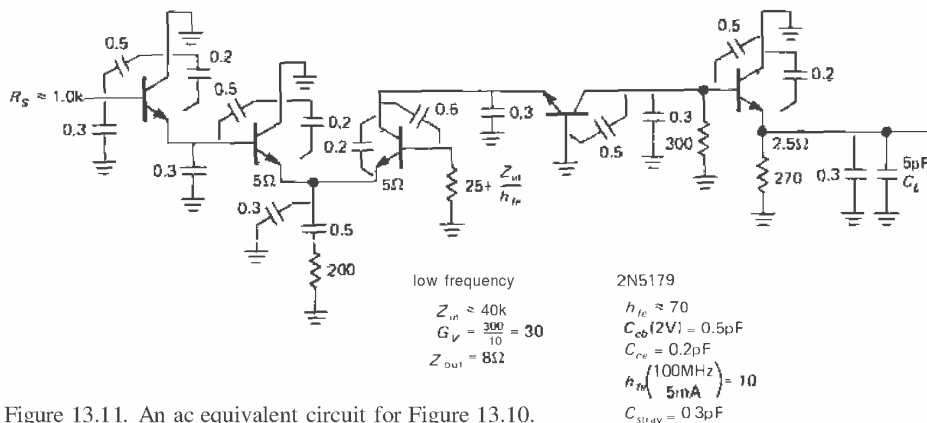 0.5
0.2
R_S ≈ 1.0k
0.3
0.5
0.2
0.3
5Ω
0.3
0.5
200
0.2
5Ω
0.5
25+ Z_in / h_fe
0.3
0.5
0.3
300
0.5
0.2
2.5Ω
270
0.3
5pF
C_L
low frequency
Z_in ≈ 40k
G_V = 300/10 = 30
Z_out = 8Ω
2N5179
h_fe ≈ 70
C_cb(2V) = 0.5pF
C_ce = 0.2pF
h_fe(100MHz 5mA) = 10
C_stray = 0.3pF
Figure 13.11. An ac equivalent circuit for Figure 13.10.